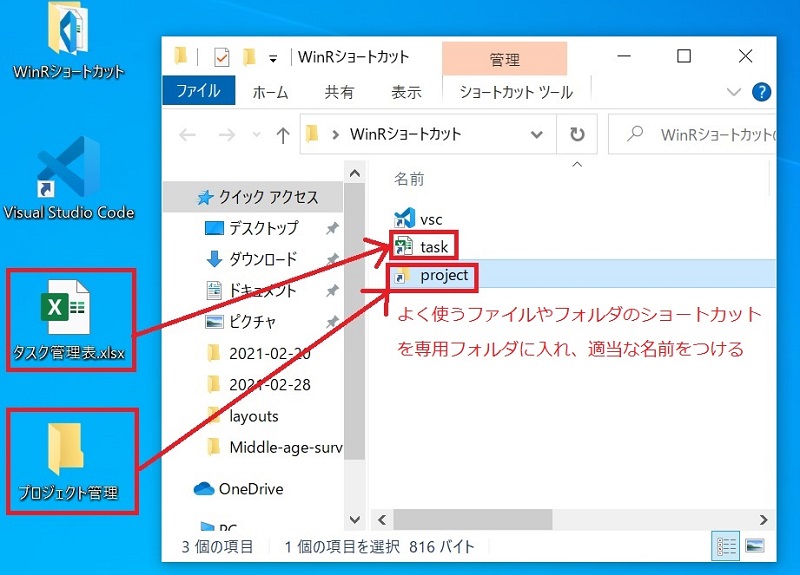 WinRショートカット
Visual Studio Code
タスク管理表.xlsx
プロジェクト管理
WinRショートカット
管理
ファイル
ホーム
共有
表示
ショートカット ツール
WinRショートカット
WinRショートカット
名前
クイック アクセス
デスクトップ
ダウンロード
ドキュメント
ピクチャ
2021-02-20
2021-02-28
layouts
Middle-age-surv
OneDrive
PC
vsc
task
project
よく使うファイルやフォルダのショートカット
を専用フォルダに入れ、適当な名前をつける
3 個の項目
1 個の項目を選択 816 バイト